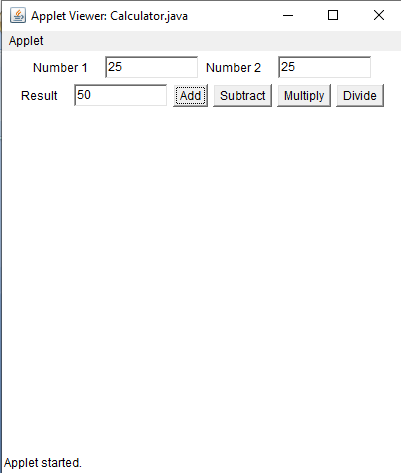 Applet Viewer: Calculator.java
Applet
Number 1 25 Number 2 25
Result 50 Add Subtract Multiply Divide
Applet started.